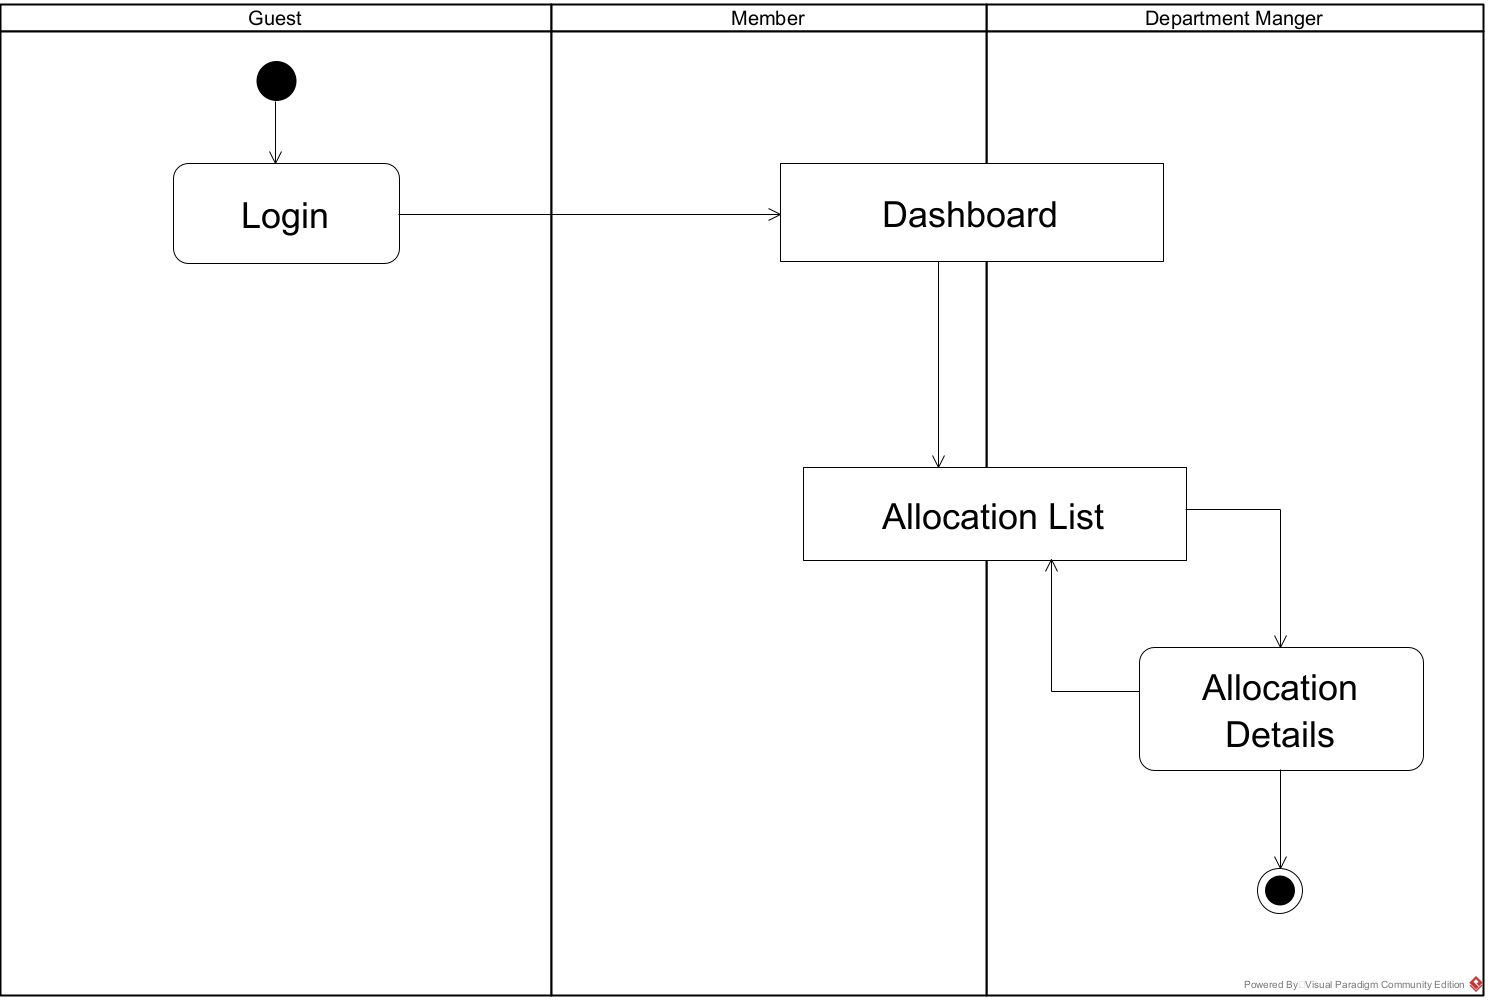 Guest
Member
Department Manger
Login
Dashboard
Allocation List
Allocation
Details
Powered By Visual Paradigm Community Edition